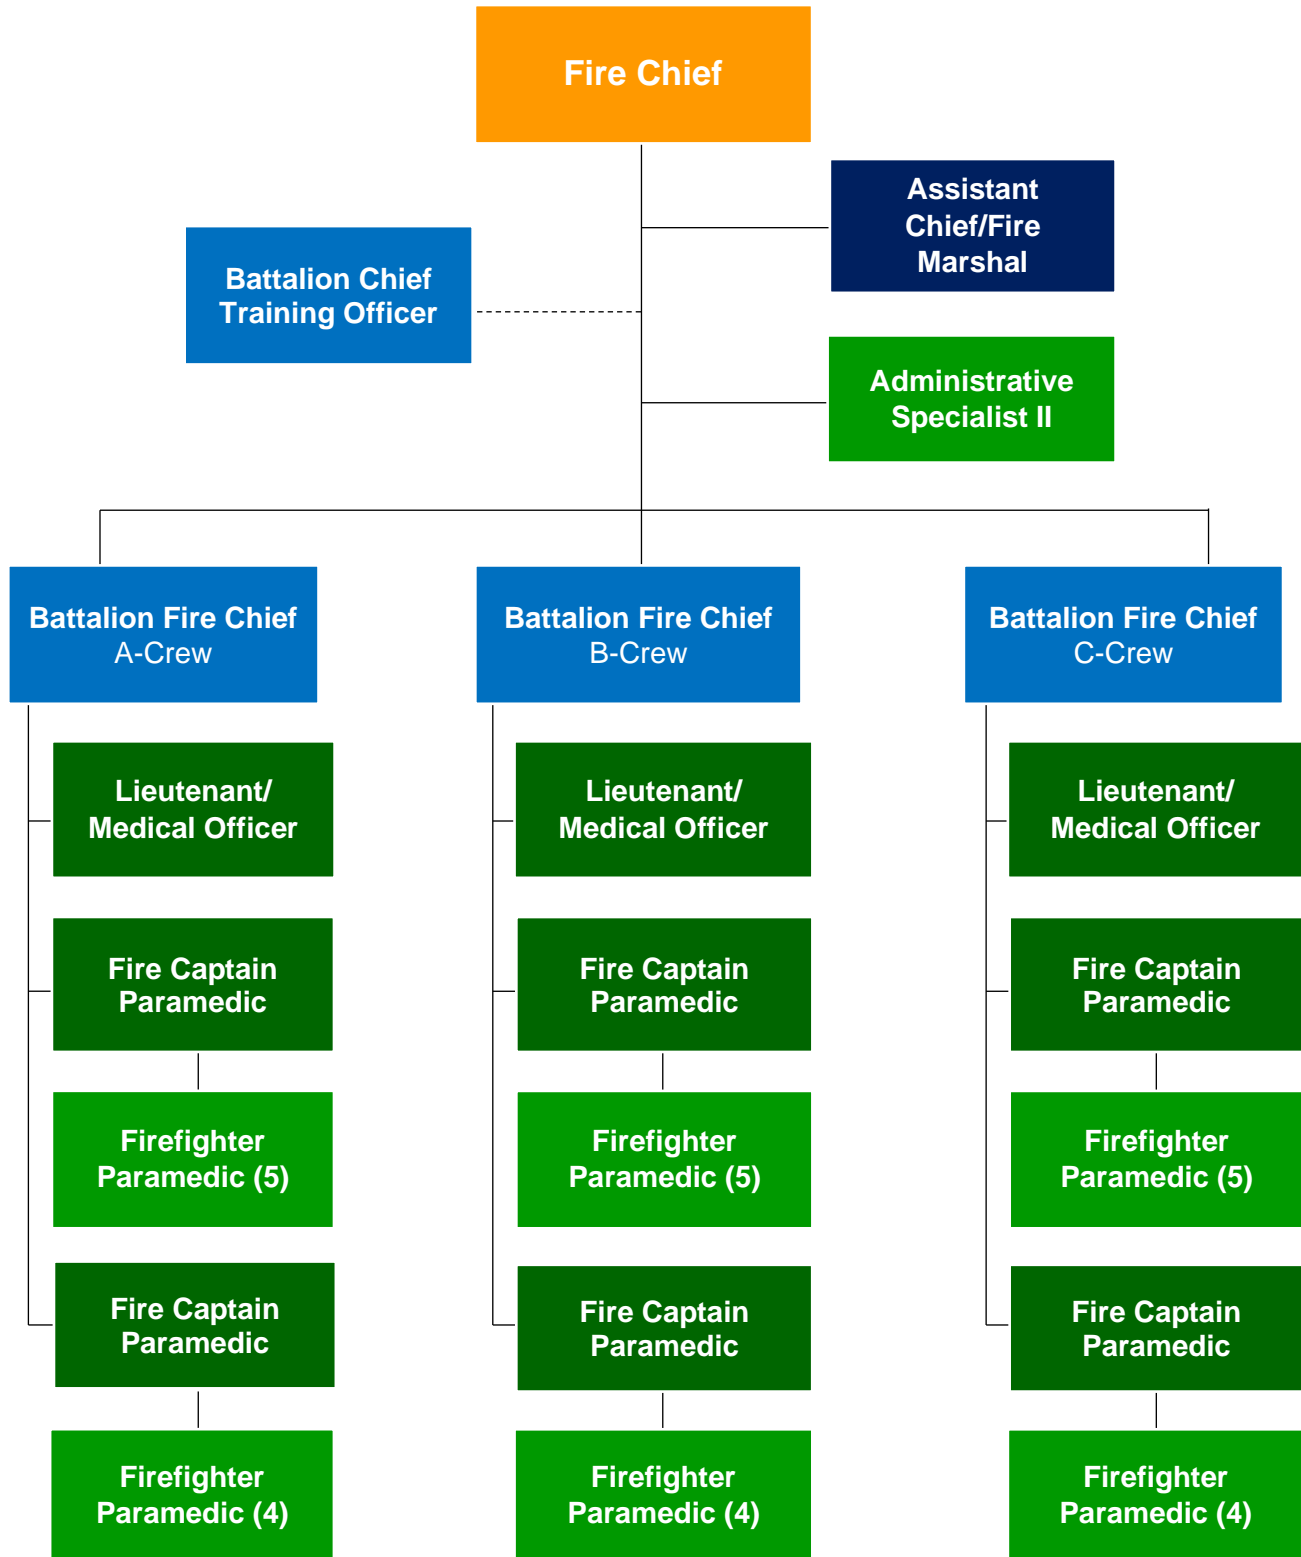 Fire Chief
Assistant
Chief/Fire
Marshal
Battalion Chief
Training Officer
Administrative
Specialist II
Battalion Fire Chief
A-Crew
Battalion Fire Chief
B-Crew
Battalion Fire Chief
C-Crew
Lieutenant/
Medical Officer
Lieutenant/
Medical Officer
Lieutenant/
Medical Officer
Fire Captain
Paramedic
Fire Captain
Paramedic
Fire Captain
Paramedic
Firefighter
Paramedic (5)
Firefighter
Paramedic (5)
Firefighter
Paramedic (5)
Fire Captain
Paramedic
Fire Captain
Paramedic
Fire Captain
Paramedic
Firefighter
Paramedic (4)
Firefighter
Paramedic (4)
Firefighter
Paramedic (4)